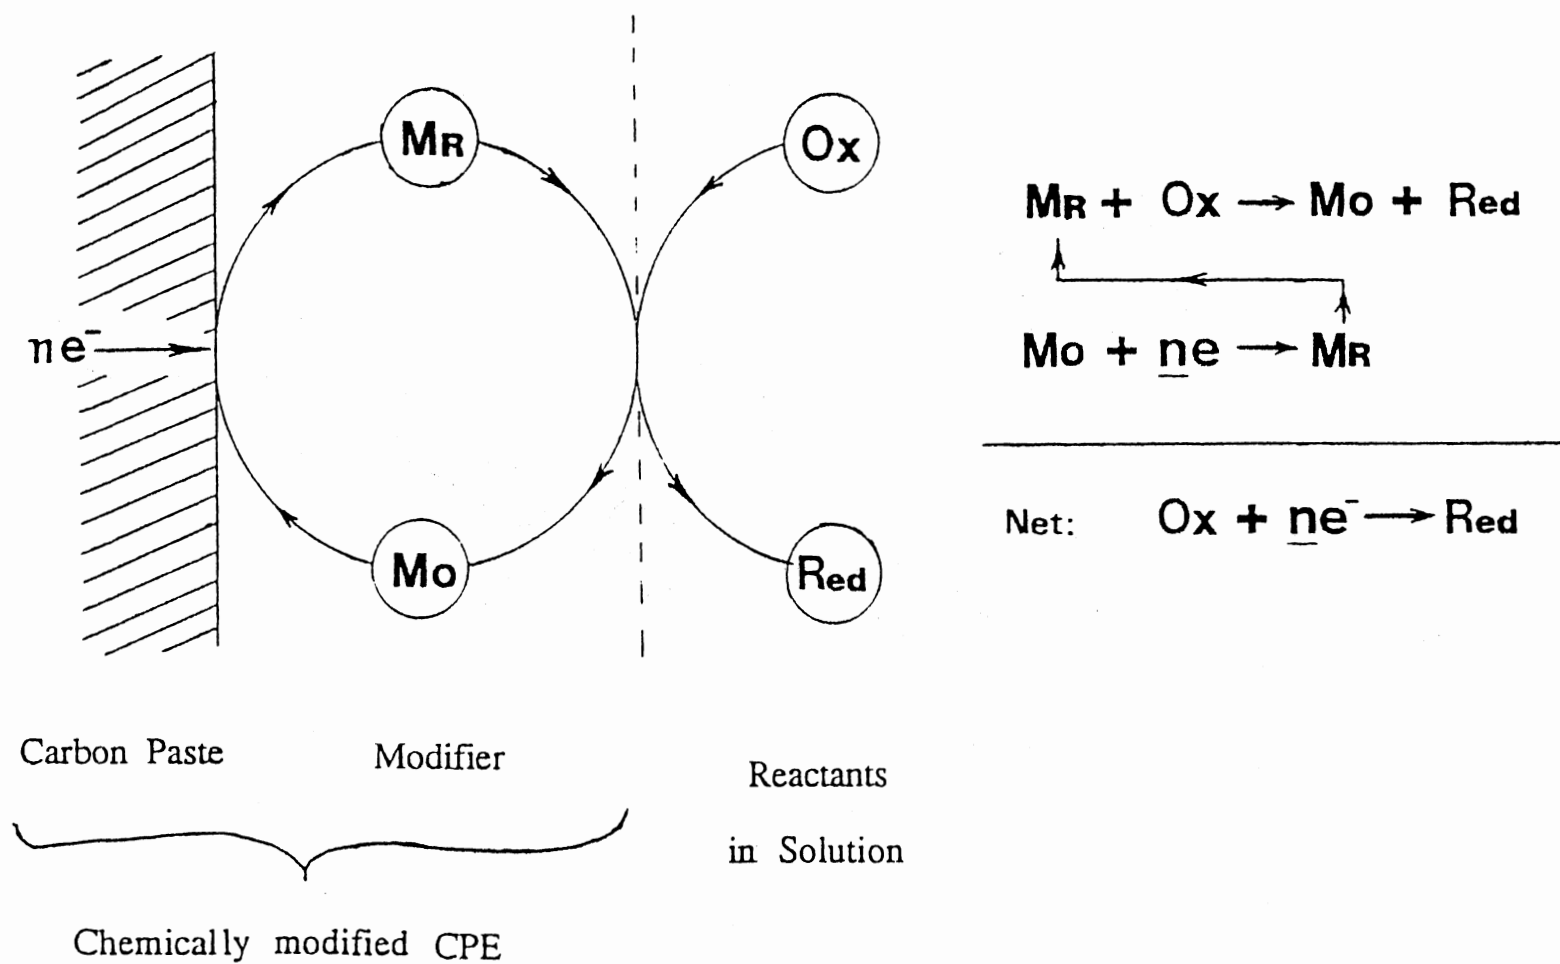 MR
Ox
ne⁻
Mo
Red
MR + Ox → Mo + Red
Mo + ne → MR
Net: Ox + ne⁻ → Red
Carbon Paste
Modifier
Reactants
in Solution
Chemically modified CPE